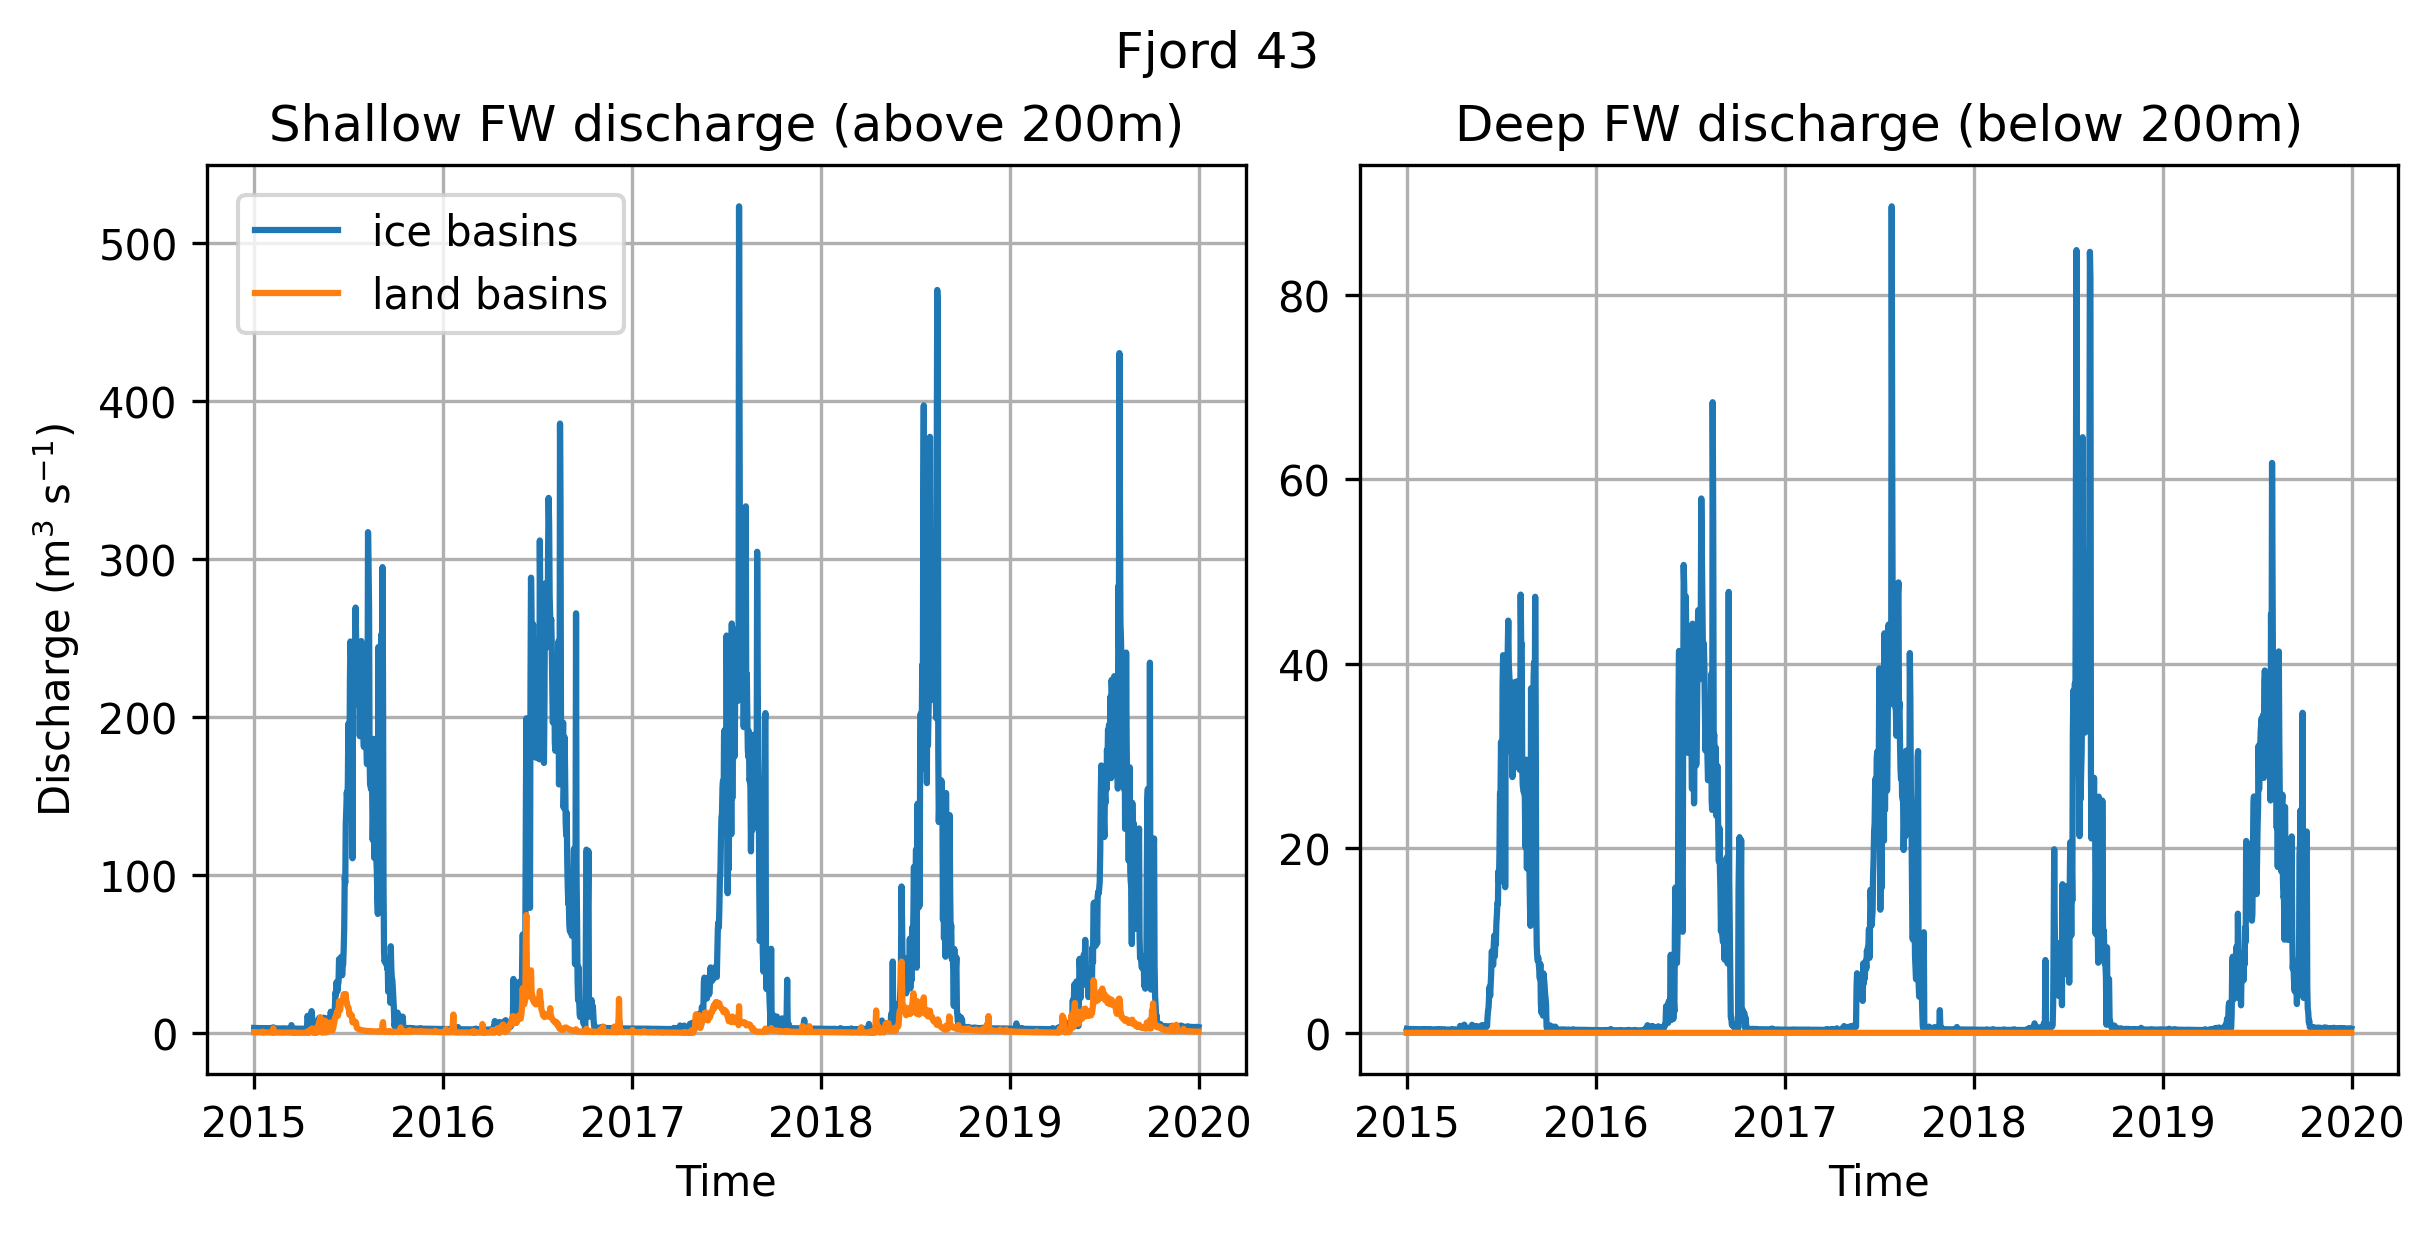 Fjord 43
Shallow FW discharge (above 200m)
Discharge (m³ s⁻¹)
500
400
300
200
100
0
ice basins
land basins
2015 2016 2017 2018 2019 2020
Time
Deep FW discharge (below 200m)
80
60
40
20
0
2015 2016 2017 2018 2019 2020
Time